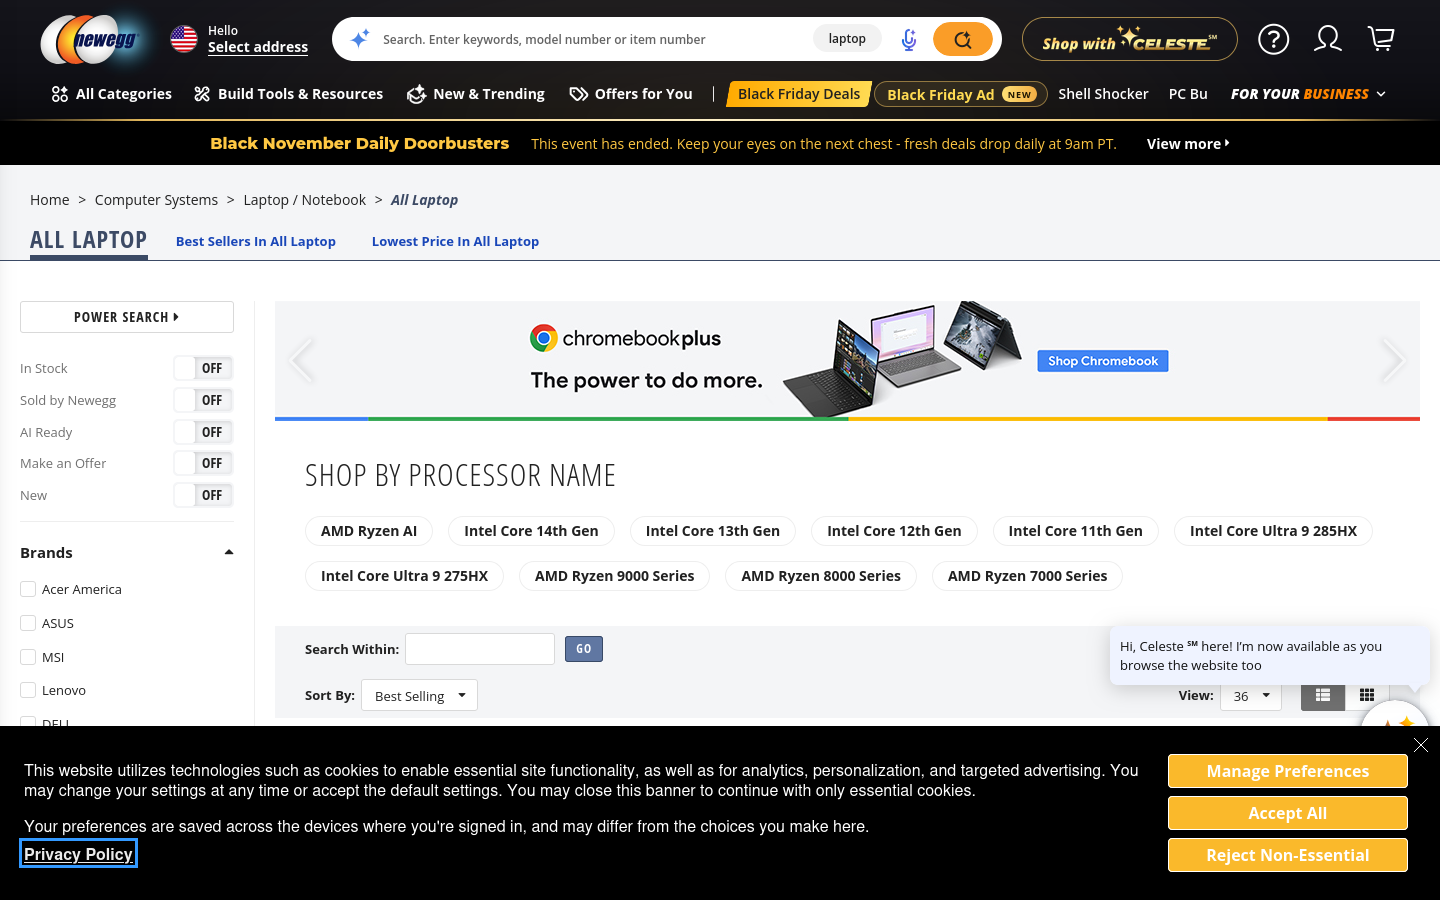 newegg
Hello
Select address
Search. Enter keywords, model number or item number
laptop
Shop with CELESTE SM
All Categories
Build Tools & Resources
New & Trending
Offers for You
Black Friday Deals
Black Friday Ad NEW
Shell Shocker
PC Bu
FOR YOUR BUSINESS
Black November Daily Doorbusters
This event has ended. Keep your eyes on the next chest - fresh deals drop daily at 9am PT.
View more
Home > Computer Systems > Laptop / Notebook > All Laptop
ALL LAPTOP
Best Sellers In All Laptop
Lowest Price In All Laptop
POWER SEARCH
In Stock OFF
Sold by Newegg OFF
AI Ready OFF
Make an Offer OFF
New OFF
Brands
Acer America
ASUS
MSI
Lenovo
DELL
chromebookplus
The power to do more.
Shop Chromebook
SHOP BY PROCESSOR NAME
AMD Ryzen AI
Intel Core 14th Gen
Intel Core 13th Gen
Intel Core 12th Gen
Intel Core 11th Gen
Intel Core Ultra 9 285HX
Intel Core Ultra 9 275HX
AMD Ryzen 9000 Series
AMD Ryzen 8000 Series
AMD Ryzen 7000 Series
Search Within:
GO
Sort By: Best Selling
View: 36
Hi, Celeste ℠ here! I'm now available as you
browse the website too
This website utilizes technologies such as cookies to enable essential site functionality, as well as for analytics, personalization, and targeted advertising. You
may change your settings at any time or accept the default settings. You may close this banner to continue with only essential cookies.
Your preferences are saved across the devices where you're signed in, and may differ from the choices you make here.
Privacy Policy
Manage Preferences
Accept All
Reject Non-Essential